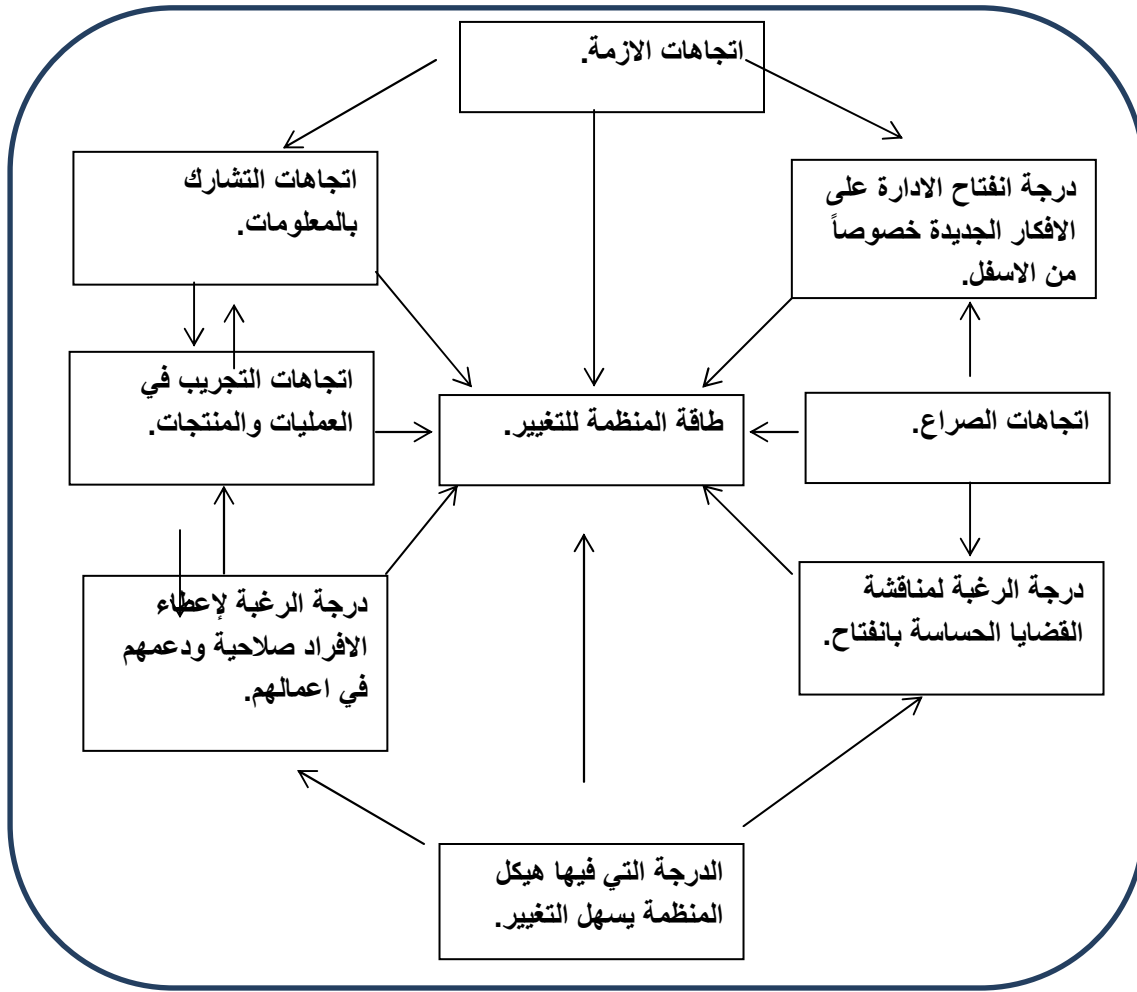 اتجاهات الازمة.
درجة انفتاح الادارة على
الافكار الجديدة خصوصاً
من الاسفل.
اتجاهات التشارك
بالمعلومات.
اتجاهات الصراع.
طاقة المنظمة للتغيير.
اتجاهات التجريب في
العمليات والمنتجات.
درجة الرغبة لمناقشة
القضايا الحساسة بانفتاح.
درجة الرغبة لإعطاء
الافراد صلاحية ودعمهم
في اعمالهم.
الدرجة التي فيها هيكل
المنظمة يسهل التغيير.